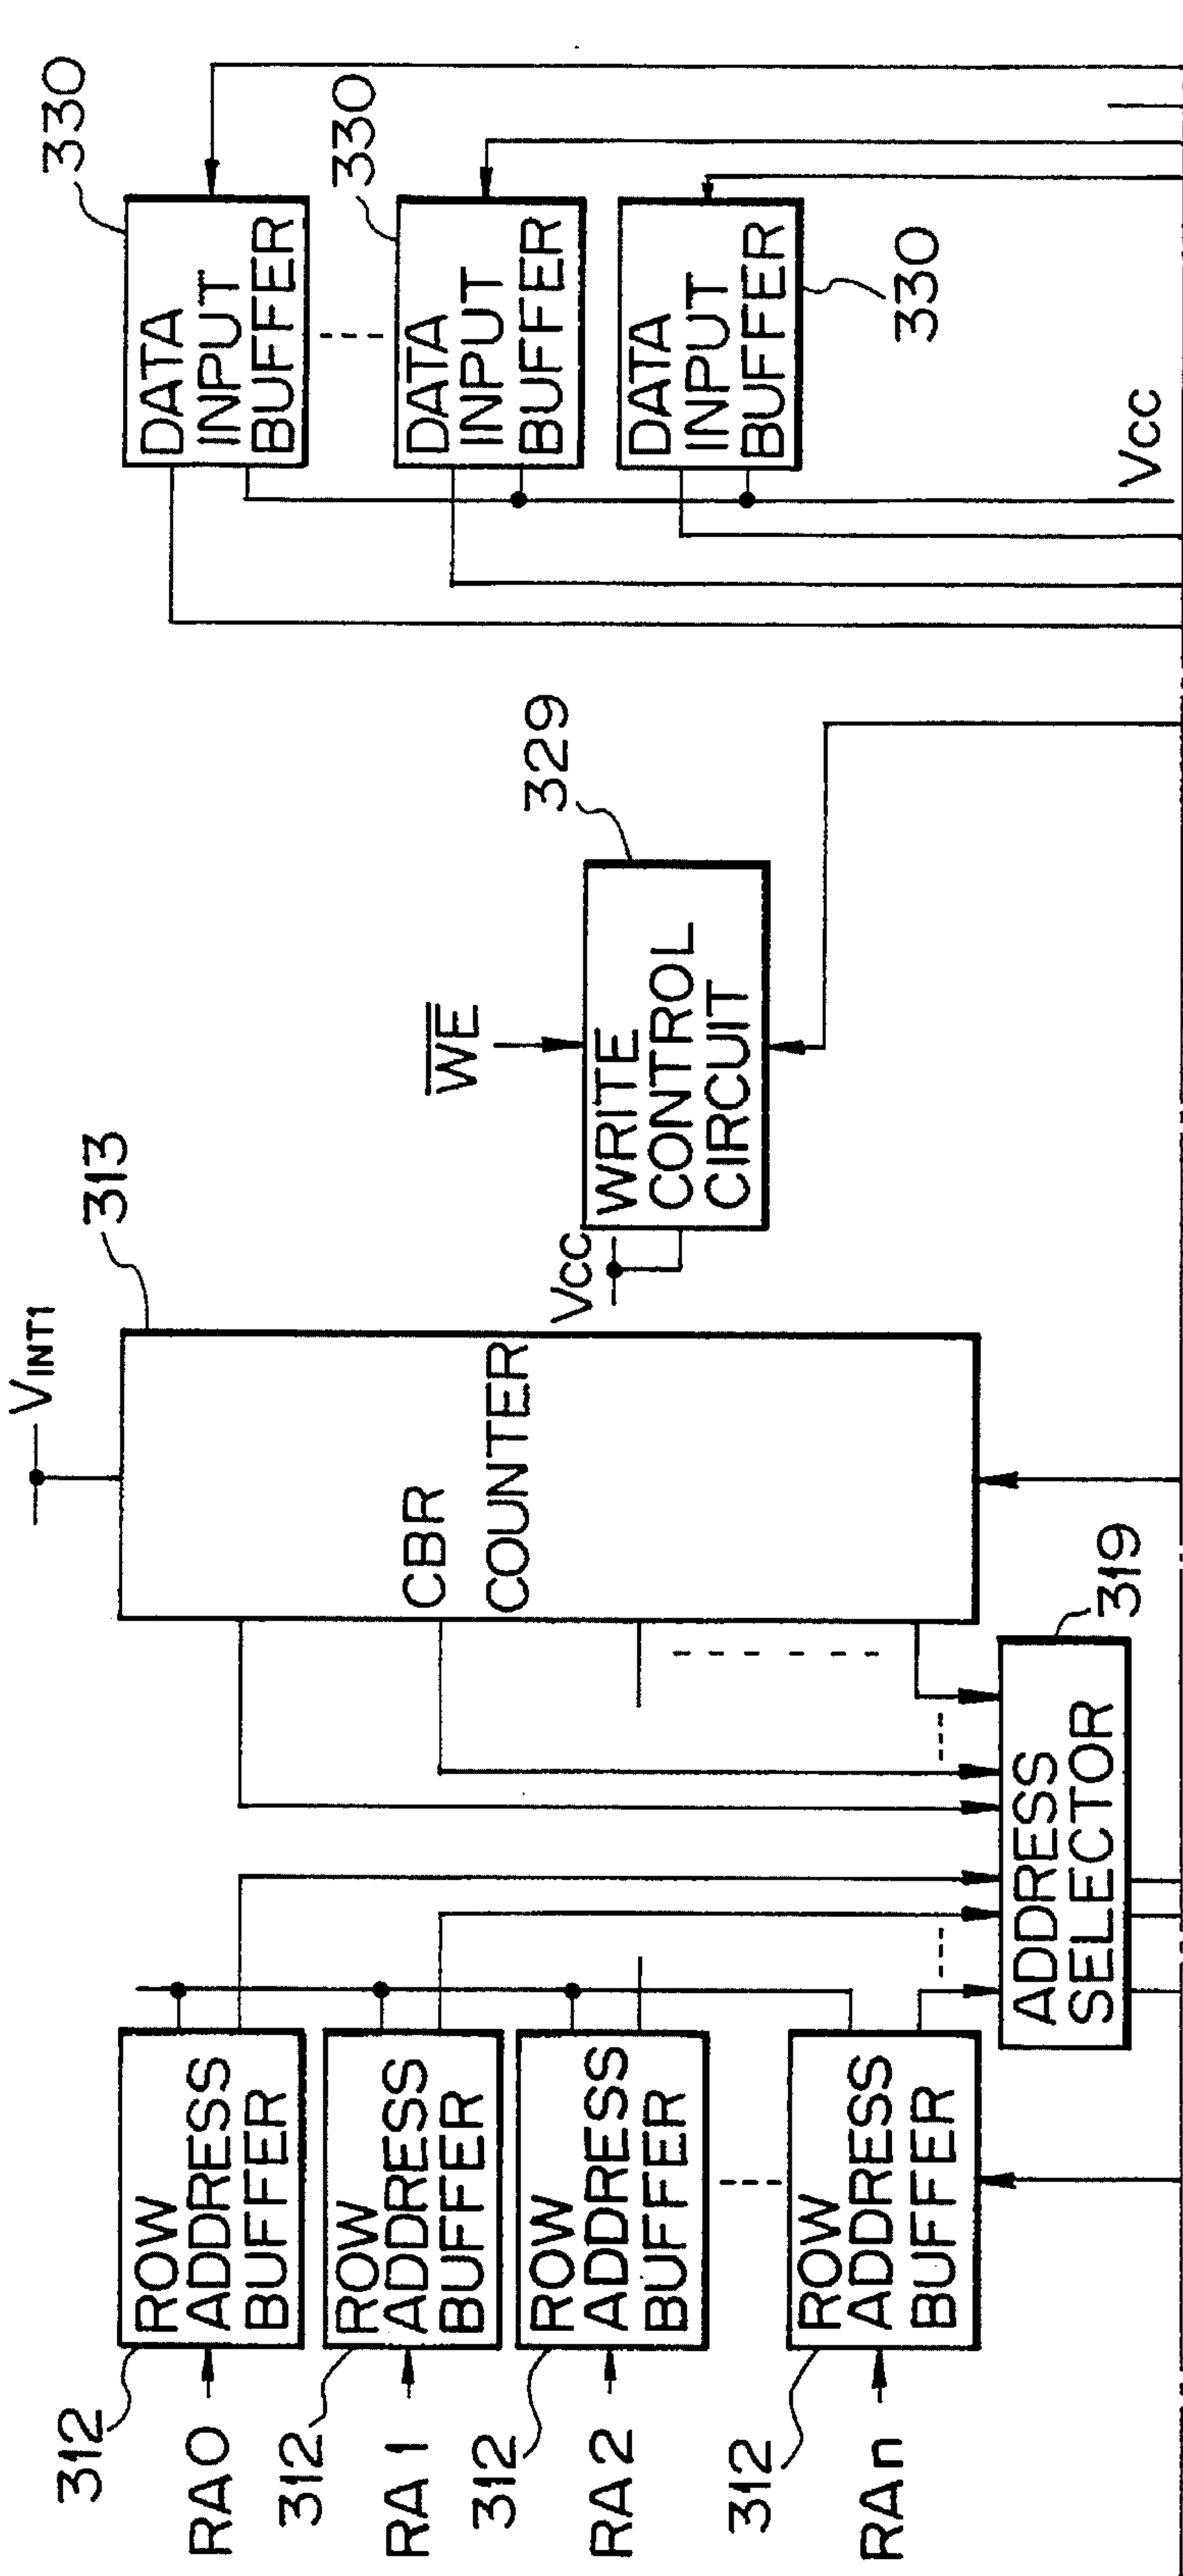 330
DATA
INPUT
BUFFER
330
DATA
INPUT
BUFFER
DATA
INPUT
BUFFER
330
VCC
329
WE
WRITE
CONTROL
CIRCUIT
VCC
313
VINT1
CBR
COUNTER
319
ADDRESS
SELECTOR
ROW
ADDRESS
BUFFER
312
RA0
ROW
ADDRESS
BUFFER
312
RA1
ROW
ADDRESS
BUFFER
312
RA2
ROW
ADDRESS
BUFFER
312
RAn